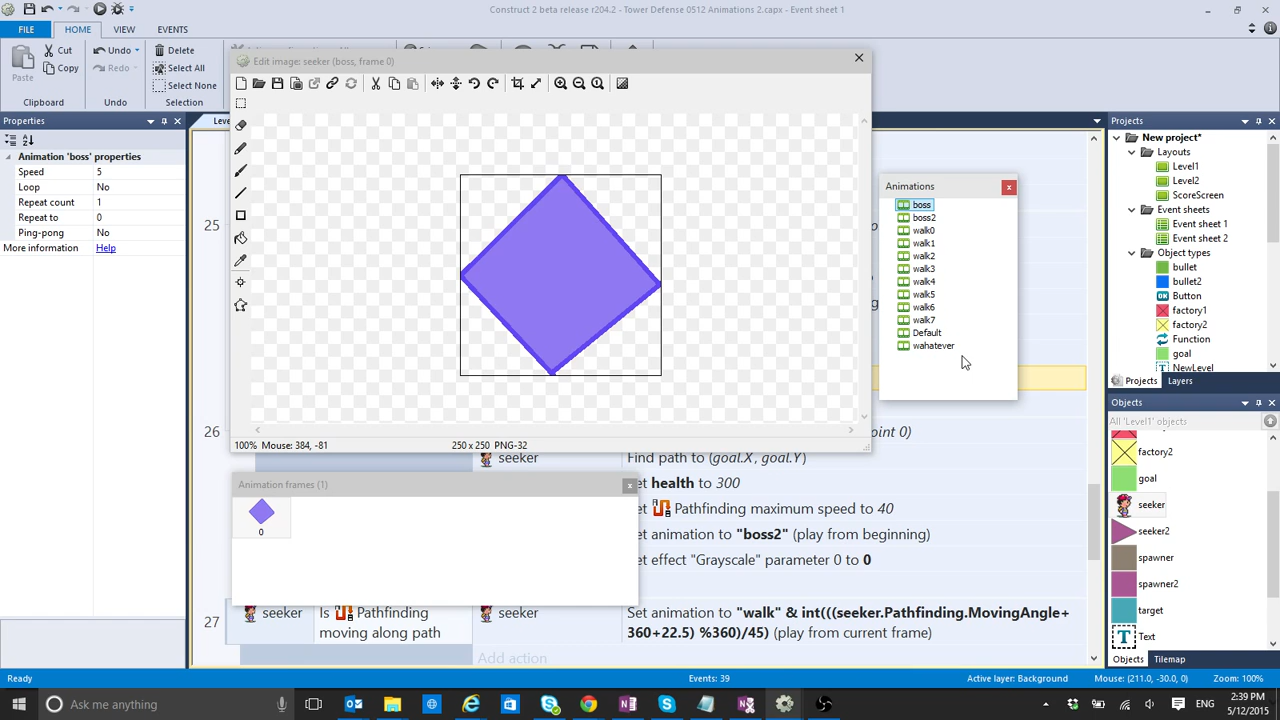 Construct 2 beta release r204.2 - Tower Defense 0512 Animations 2.capx - Event sheet 1
FILE HOME VIEW EVENTS
Paste
Cut
Copy
Clipboard
Undo
Redo
Undo
Delete
Select All
Select None
Selection
Edit image: seeker (boss, frame 0)
100% Mouse: 384, -81 250 x 250 PNG-32
Properties
Animation 'boss' properties
Speed 5
Loop No
Repeat count 1
Repeat to 0
Ping-pong No
More information Help
Animations
boss
boss2
walk0
walk1
walk2
walk3
walk4
walk5
walk6
walk7
Default
wahatever
Animation frames (1)
0
25
26
oint 0)
seeker Find path to (goal.X, goal.Y)
et health to 300
et Pathfinding maximum speed to 40
et animation to "boss2" (play from beginning)
et effect "Grayscale" parameter 0 to 0
27
seeker Is Pathfinding moving along path
seeker Set animation to "walk" & int(((seeker.Pathfinding.MovingAngle+
360+22.5) %360)/45) (play from current frame)
Add action
Projects
New project*
Layouts
Level1
Level2
ScoreScreen
Event sheets
Event sheet 1
Event sheet 2
Object types
bullet
bullet2
Button
factory1
factory2
Function
goal
NewLevel
Projects Layers
Objects
All 'Level1' objects
factory2
goal
seeker
seeker2
spawner
spawner2
target
Text
Objects Tilemap
Ready Events: 39 Active layer: Background Mouse: (211.0, -30.0, 0) Zoom: 100%
Ask me anything
ENG
2:39 PM
5/12/2015